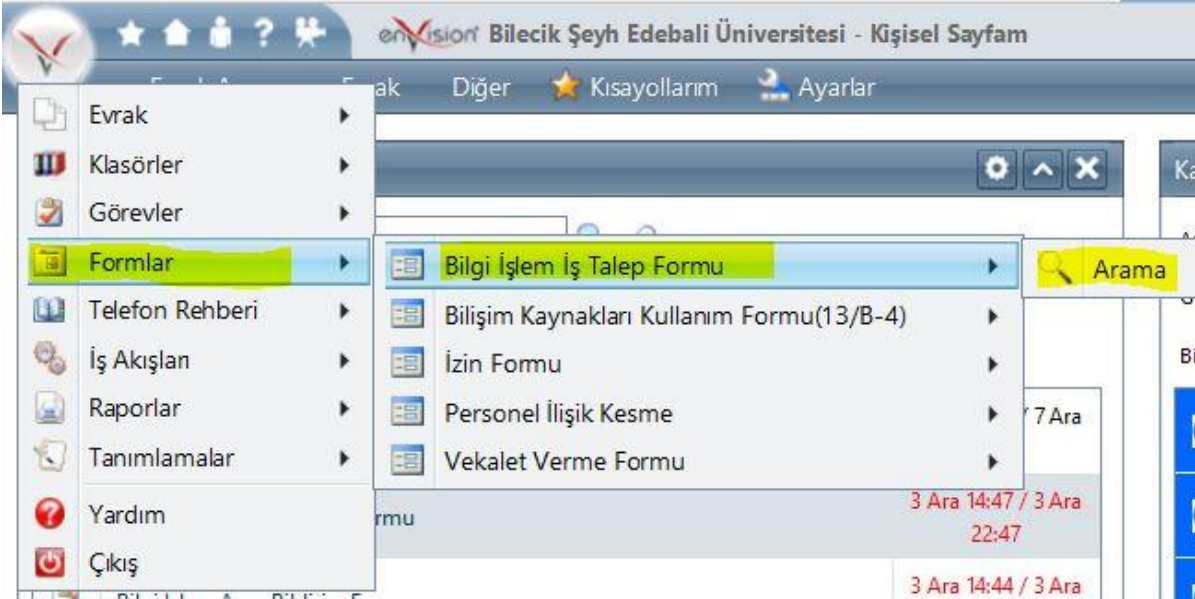 enVision Bilecik Şeyh Edebali Üniversitesi - Kişisel Sayfam
ak Diğer Kısayollarım Ayarlar
Evrak
Klasörler
Görevler
Formlar
Telefon Rehberi
İş Akışları
Raporlar
Tanımlamalar
Yardım
Çıkış
Bilgi İşlem İş Talep Formu
Bilişim Kaynakları Kullanım Formu(13/B-4)
İzin Formu
Personel İlişik Kesme
Vekalet Verme Formu
Arama
Ka
Bi
/ 7 Ara
rmu
3 Ara 14:47 / 3 Ara
22:47
3 Ara 14:44 / 3 Ara